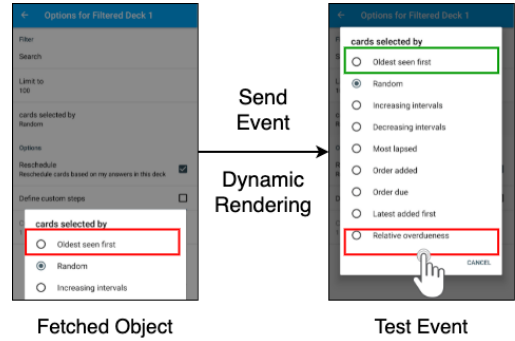 ← Options for Filtered Deck 1
Filter
Search
Limit to
100
cards selected by
Random
Options
Reschedule
Reschedule cards based on my answers in this deck
Define custom steps
cards selected by
Oldest seen first
Random
Increasing intervals
Fetched Object
Send
Event
Dynamic
Rendering
← Options for Filtered Deck 1
cards selected by
Oldest seen first
Random
Increasing intervals
Decreasing intervals
Most lapsed
Order added
Order due
Latest added first
Relative overdueness
CANCEL
Test Event